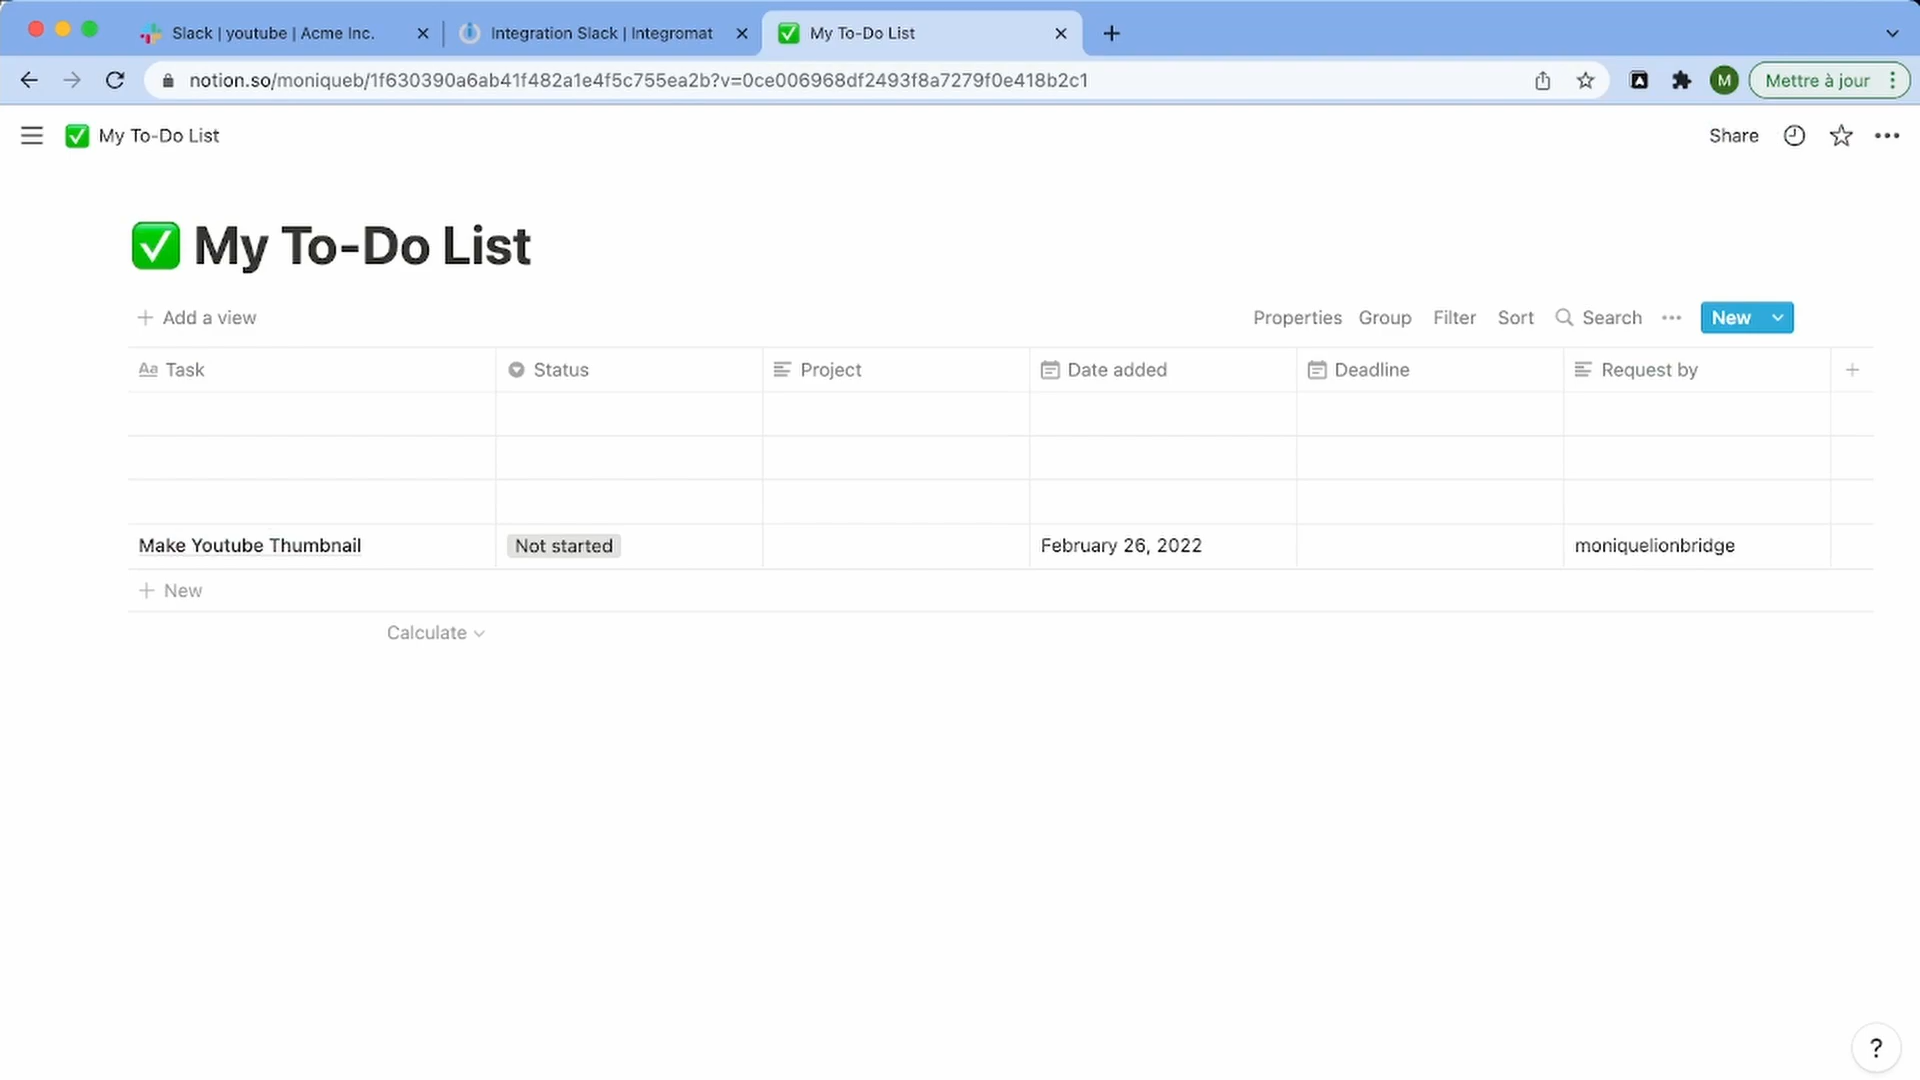 Slack | youtube | Acme Inc.
Integration Slack | Integromat
My To-Do List
notion.so/moniqueb/1f630390a6ab41f482a1e4f5c755ea2b?v=0ce006968df2493f8a7279f0e418b2c1
M
Mettre à jour
My To-Do List
Share
My To-Do List
Add a view
Properties
Group
Filter
Sort
Search
New
Aa Task
Status
Project
Date added
Deadline
Request by
Make Youtube Thumbnail
Not started
February 26, 2022
moniquelionbridge
New
Calculate
?